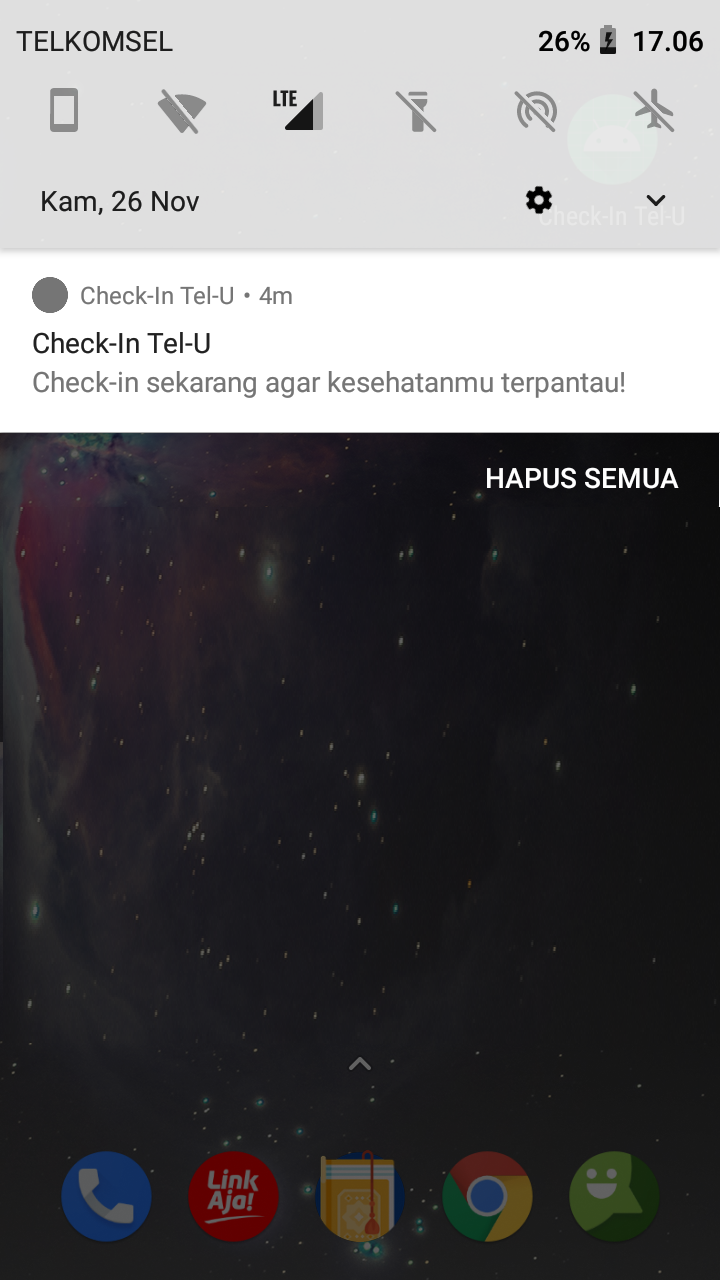 TELKOMSEL 26% 17.06
LTE
Kam, 26 Nov
Check-In Tel-U
Check-In Tel-U • 4m
Check-In Tel-U
Check-in sekarang agar kesehatanmu terpantau!
HAPUS SEMUA
Link
Aja!